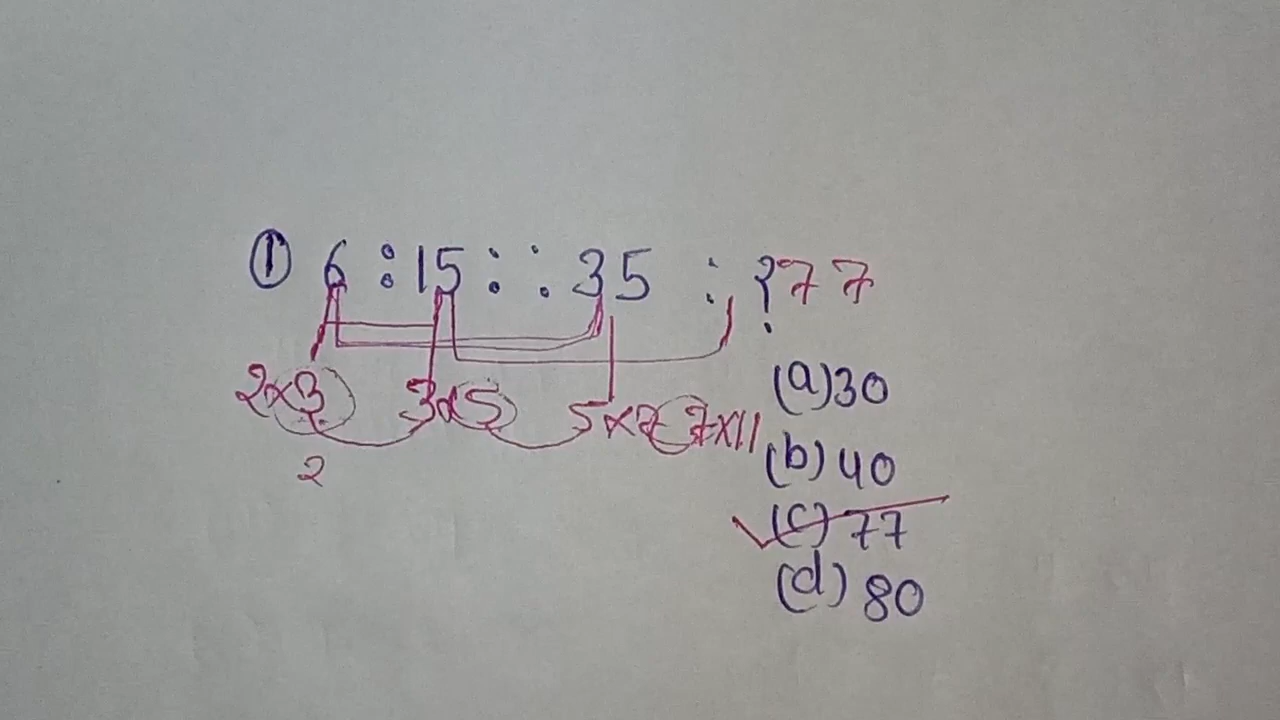 ① 6 : 15 : : 35 : ? 77
2×3 3×5 5×7 7×11
2
(a) 30
(b) 40
(c) 77
(d) 80